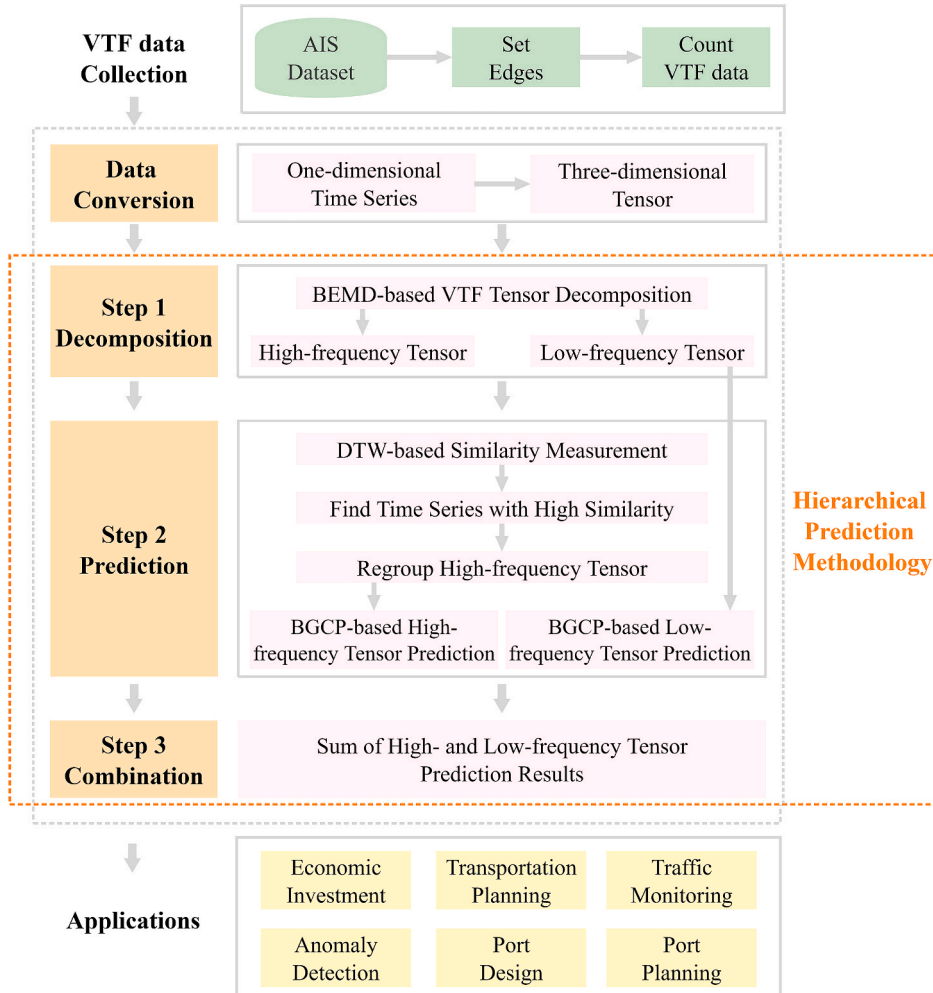 VTF data
Collection
AIS
Dataset
Set
Edges
Count
VTF data
Data
Conversion
One-dimensional
Time Series
Three-dimensional
Tensor
Step 1
Decomposition
BEMD-based VTF Tensor Decomposition
High-frequency Tensor
Low-frequency Tensor
Step 2
Prediction
DTW-based Similarity Measurement
Find Time Series with High Similarity
Regroup High-frequency Tensor
BGCP-based High-
frequency Tensor Prediction
BGCP-based Low-
frequency Tensor Prediction
Hierarchical
Prediction
Methodology
Step 3
Combination
Sum of High- and Low-frequency Tensor
Prediction Results
Applications
Economic
Investment
Transportation
Planning
Traffic
Monitoring
Anomaly
Detection
Port
Design
Port
Planning